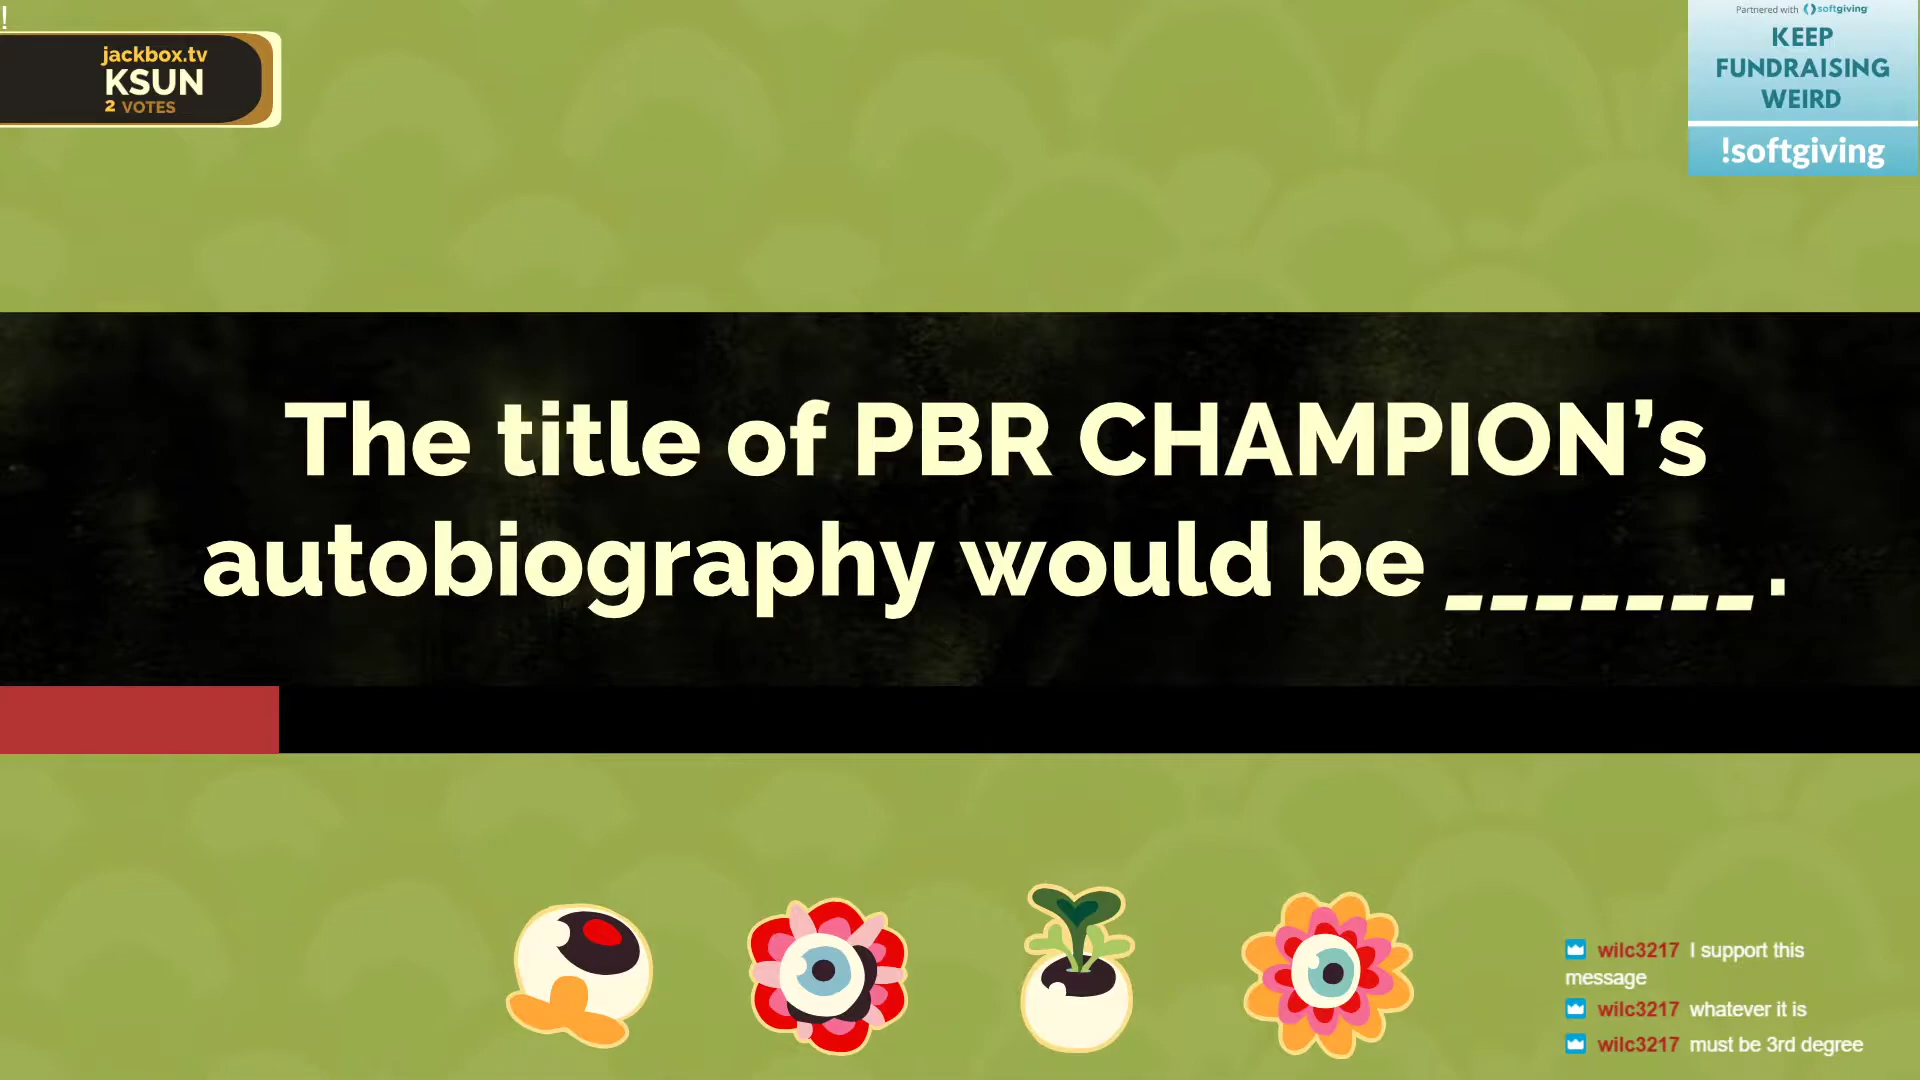 !
jackbox.tv
KSUN
2 VOTES
Partnered with softgiving
KEEP
FUNDRAISING
WEIRD
!softgiving
The title of PBR CHAMPION’s
autobiography would be _______.
wilc3217 I support this
message
wilc3217 whatever it is
wilc3217 must be 3rd degree